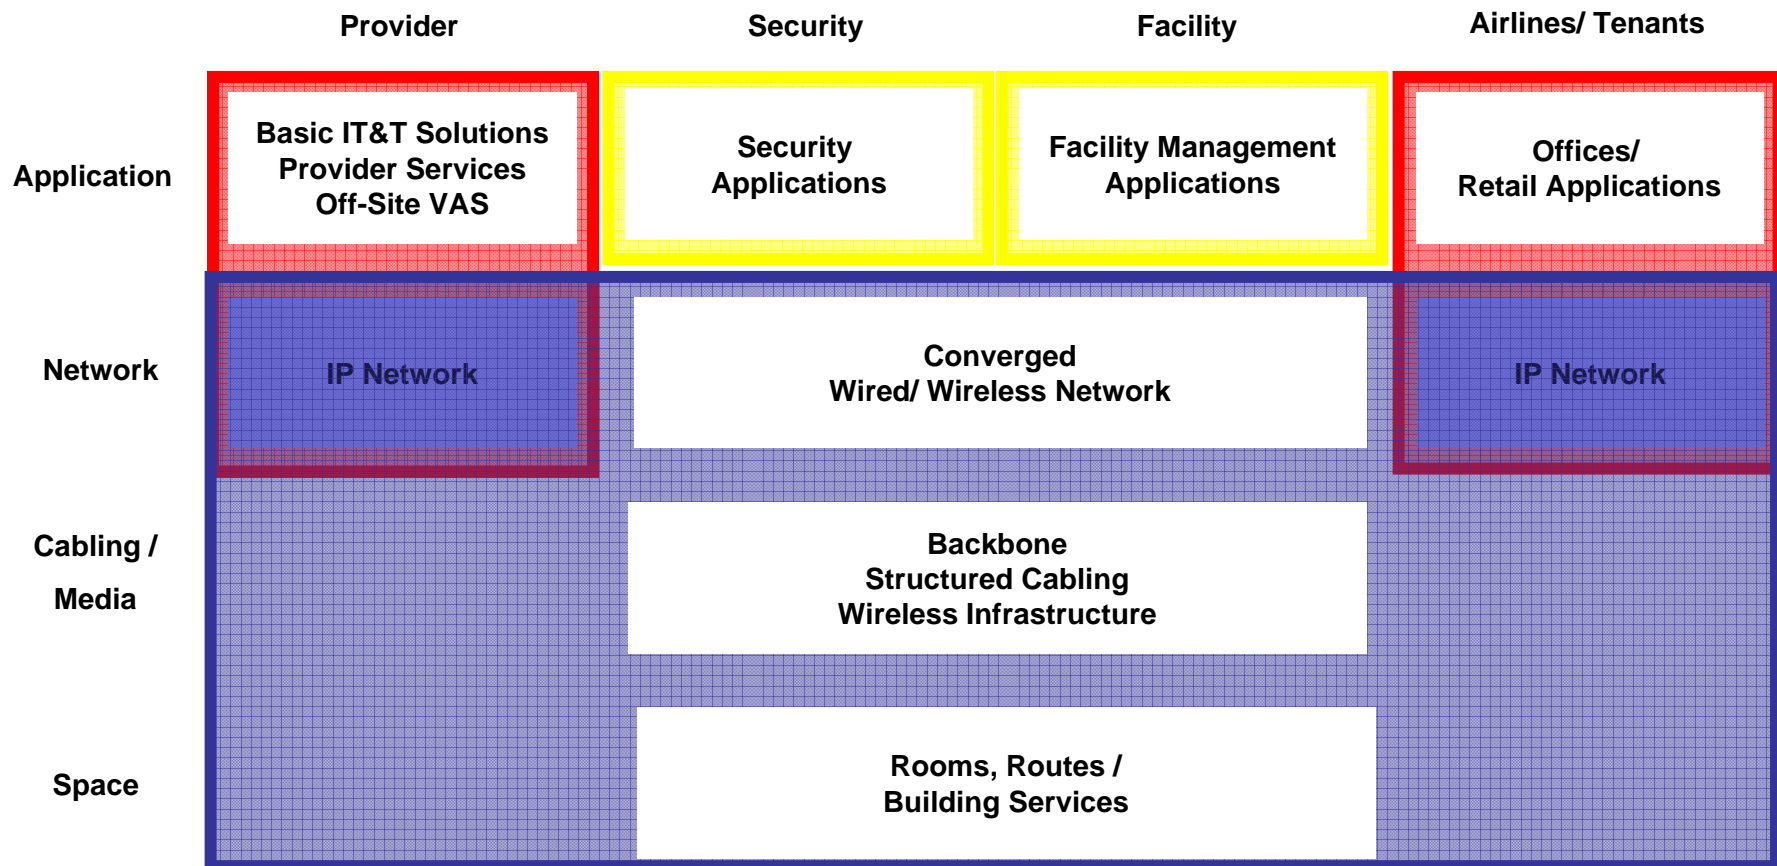 Provider
Security
Facility
Airlines/ Tenants
Application
Basic IT&T Solutions
Provider Services
Off-Site VAS
Security
Applications
Facility Management
Applications
Offices/
Retail Applications
Network
IP Network
Converged
Wired/ Wireless Network
IP Network
Cabling /
Media
Backbone
Structured Cabling
Wireless Infrastructure
Space
Rooms, Routes /
Building Services